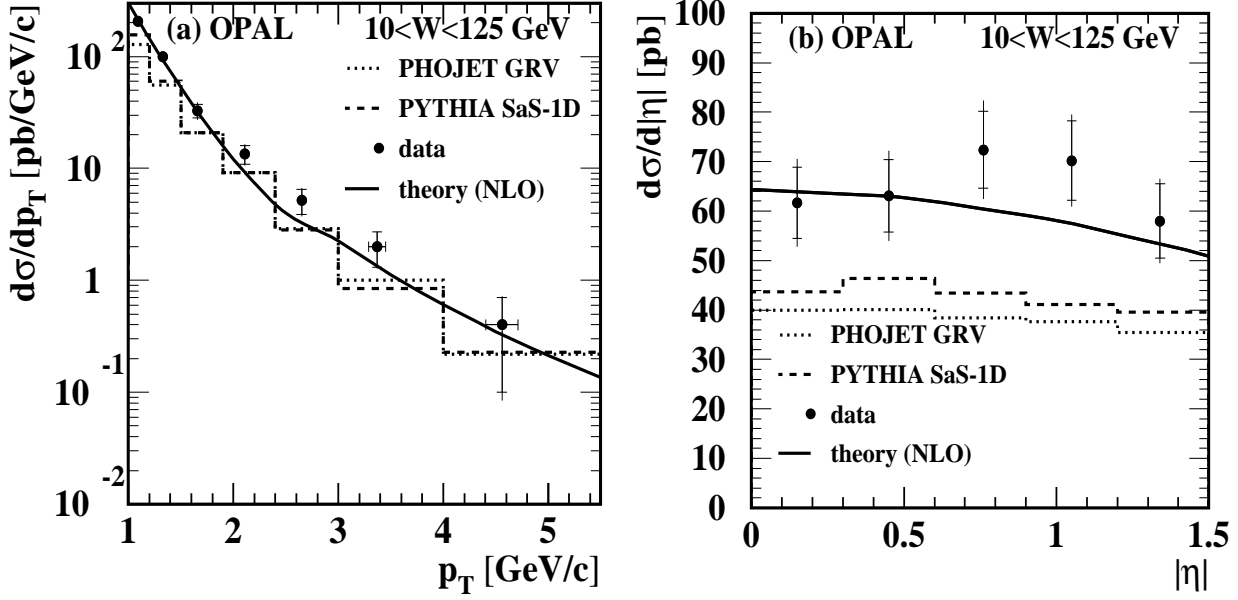 (a) OPAL 10<W<125 GeV
PHOJET GRV
PYTHIA SaS-1D
data
theory (NLO)
dσ/dp_T [pb/GeV/c]
10^2
10
1
10^-1
10^-2
1 2 3 4 5
p_T [GeV/c]
(b) OPAL 10<W<125 GeV
dσ/d|η| [pb]
100
90
80
70
60
50
40
30
20
10
0
PHOJET GRV
PYTHIA SaS-1D
data
theory (NLO)
0 0.5 1 1.5
|η|